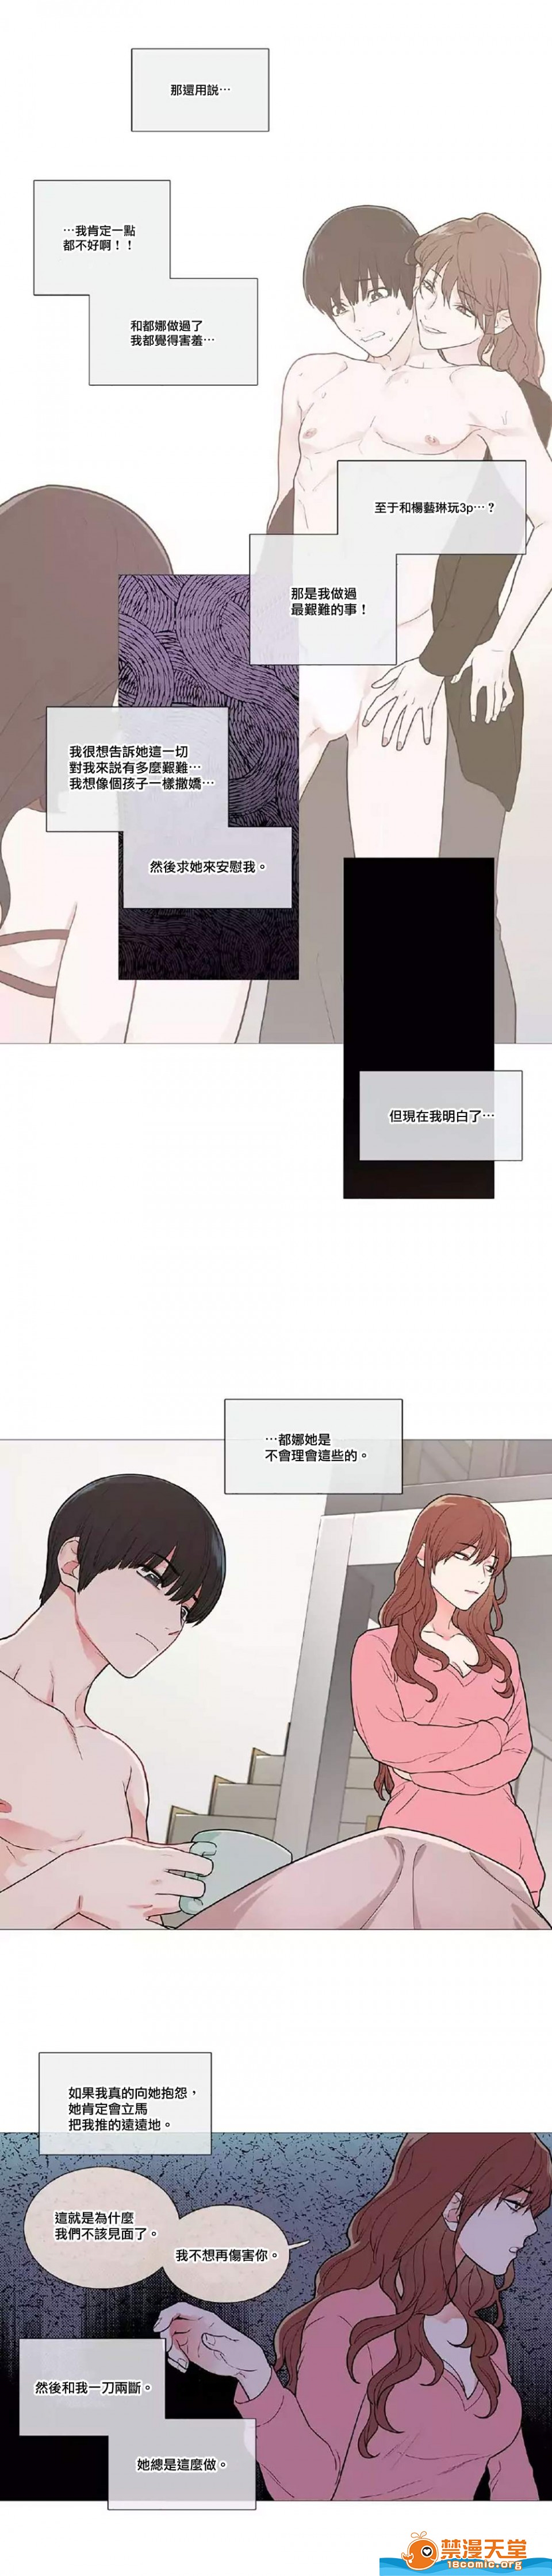 那還用説…
…我肯定一點
都不好啊！！
和都娜做過了
我都覺得害羞…
至于和楊藝琳玩3p…？
那是我做過
最艱難的事！
我很想告訴她這一切
對我来説有多麼艱難…
我想像個孩子一樣撒嬌…
然後求她來安慰我。
但現在我明白了…
…都娜她是
不會理會這些的。
如果我真的向她抱怨，
她肯定會立馬
把我推的遠遠地。
這就是為什麼
我們不該見面了。
我不想再傷害你。
然後和我一刀兩斷。
她總是這麼做。
禁漫天堂
18comic.org